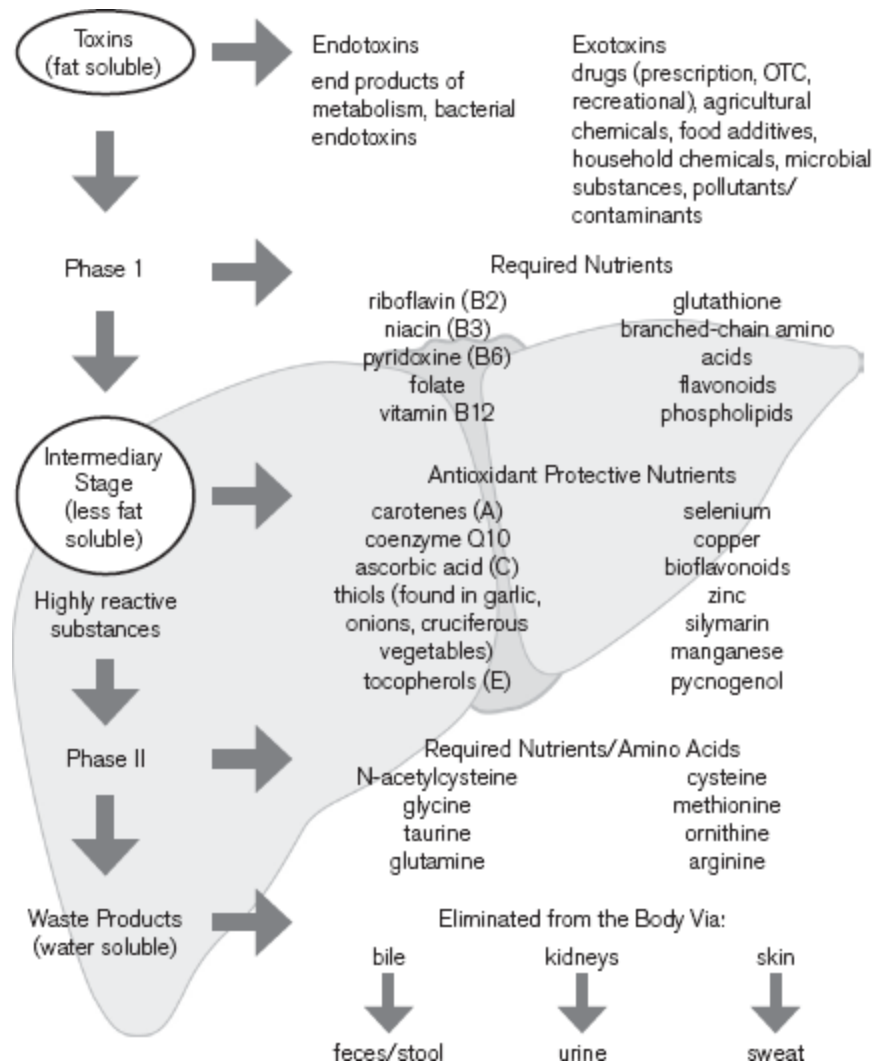 Toxins
(fat soluble)
Endotoxins
end products of
metabolism, bacterial
endotoxins
Exotoxins
drugs (prescription, OTC,
recreational), agricultural
chemicals, food additives,
household chemicals, microbial
substances, pollutants/
contaminants
Phase 1
Required Nutrients
riboflavin (B2)
niacin (B3)
pyridoxine (B6)
folate
vitamin B12
glutathione
branched-chain amino
acids
flavonoids
phospholipids
Intermediary
Stage
(less fat
soluble)
Highly reactive
substances
Antioxidant Protective Nutrients
carotenes (A)
coenzyme Q10
ascorbic acid (C)
thiols (found in garlic,
onions, cruciferous
vegetables)
tocopherols (E)
selenium
copper
bioflavonoids
zinc
silymarin
manganese
pycnogenol
Phase II
Required Nutrients/Amino Acids
N-acetylcysteine
glycine
taurine
glutamine
cysteine
methionine
ornithine
arginine
Waste Products
(water soluble)
Eliminated from the Body Via:
bile
kidneys
skin
feces/stool
urine
sweat